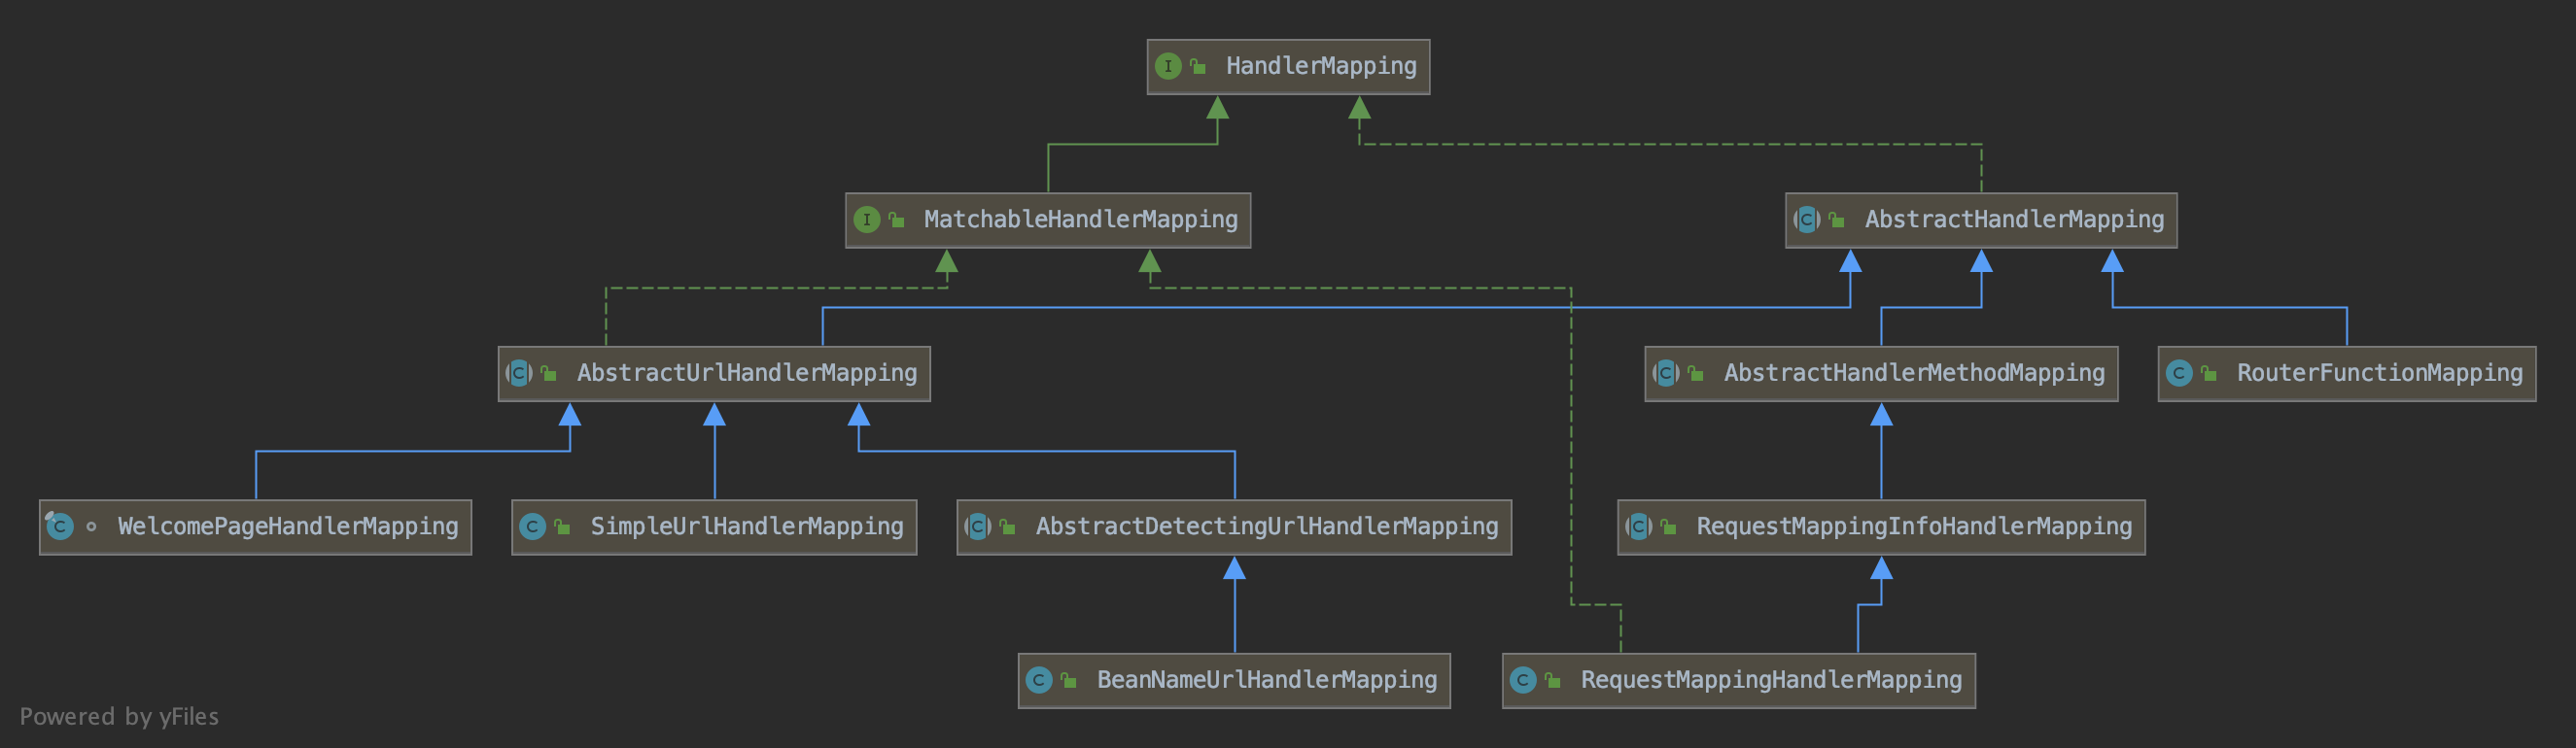 HandlerMapping
MatchableHandlerMapping
AbstractHandlerMapping
AbstractUrlHandlerMapping
AbstractHandlerMethodMapping
RouterFunctionMapping
WelcomePageHandlerMapping
SimpleUrlHandlerMapping
AbstractDetectingUrlHandlerMapping
RequestMappingInfoHandlerMapping
BeanNameUrlHandlerMapping
RequestMappingHandlerMapping
Powered by yFiles